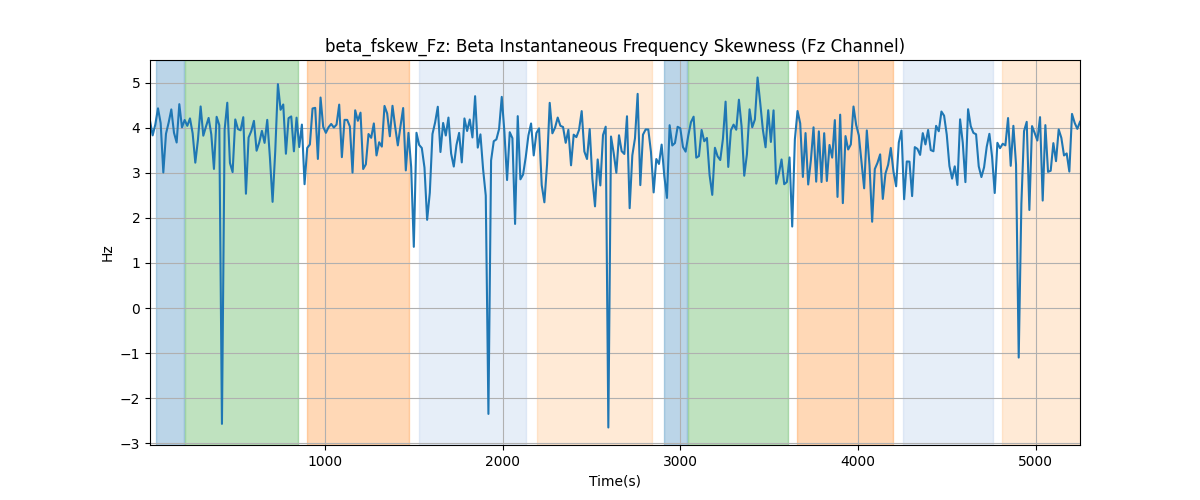 beta_fskew_Fz: Beta Instantaneous Frequency Skewness (Fz Channel)
5
4
3
2
1
0
−1
−2
−3
Hz
1000 2000 3000 4000 5000
Time(s)